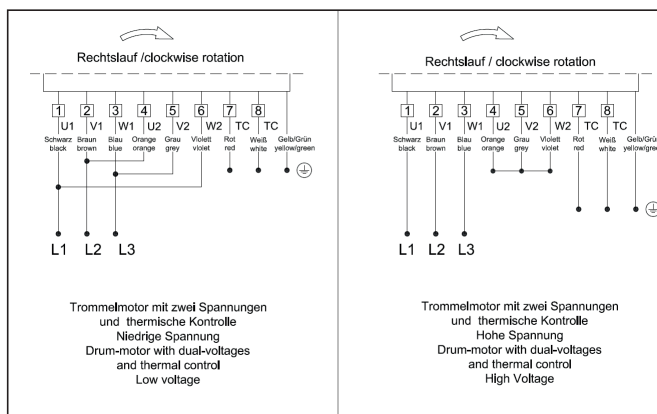 Rechtslauf /clockwise rotation
1 2 3 4 5 6 7 8
U1 V1 W1 U2 V2 W2 TC TC
Schwarz Braun Blau Orange Grau Violett Rot Weiß Gelb/Grün
black brown blue orange grey violet red white yellow/green
L1 L2 L3
Trommelmotor mit zwei Spannungen
und thermische Kontrolle
Niedrige Spannung
Drum-motor with dual-voltages
and thermal control
Low voltage
Rechtslauf / clockwise rotation
1 2 3 4 5 6 7 8
U1 V1 W1 U2 V2 W2 TC TC
Schwarz Braun Blau Orange Grau Violett Rot Weiß Gelb/Grün
black brown blue orange grey violet red white yellow/green
L1 L2 L3
Trommelmotor mit zwei Spannungen
und thermische Kontrolle
Hohe Spannung
Drum-motor with dual-voltages
and thermal control
High Voltage